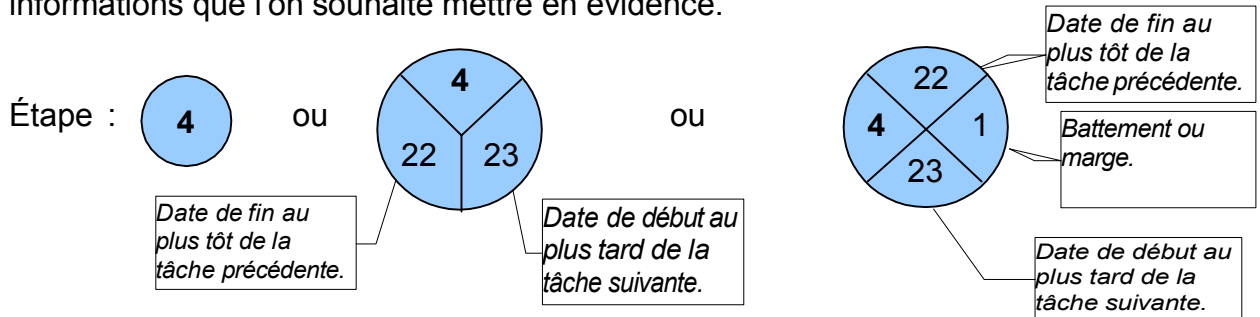 informations que l'on souhaite mettre en évidence.
Étape :
4
ou
4
22
23
ou
22
4
1
23
Date de fin au
plus tôt de la
tâche précédente.
Date de début au
plus tard de la
tâche suivante.
Date de fin au
plus tôt de la
tâche précédente.
Battement ou
marge.
Date de début au
plus tard de la
tâche suivante.